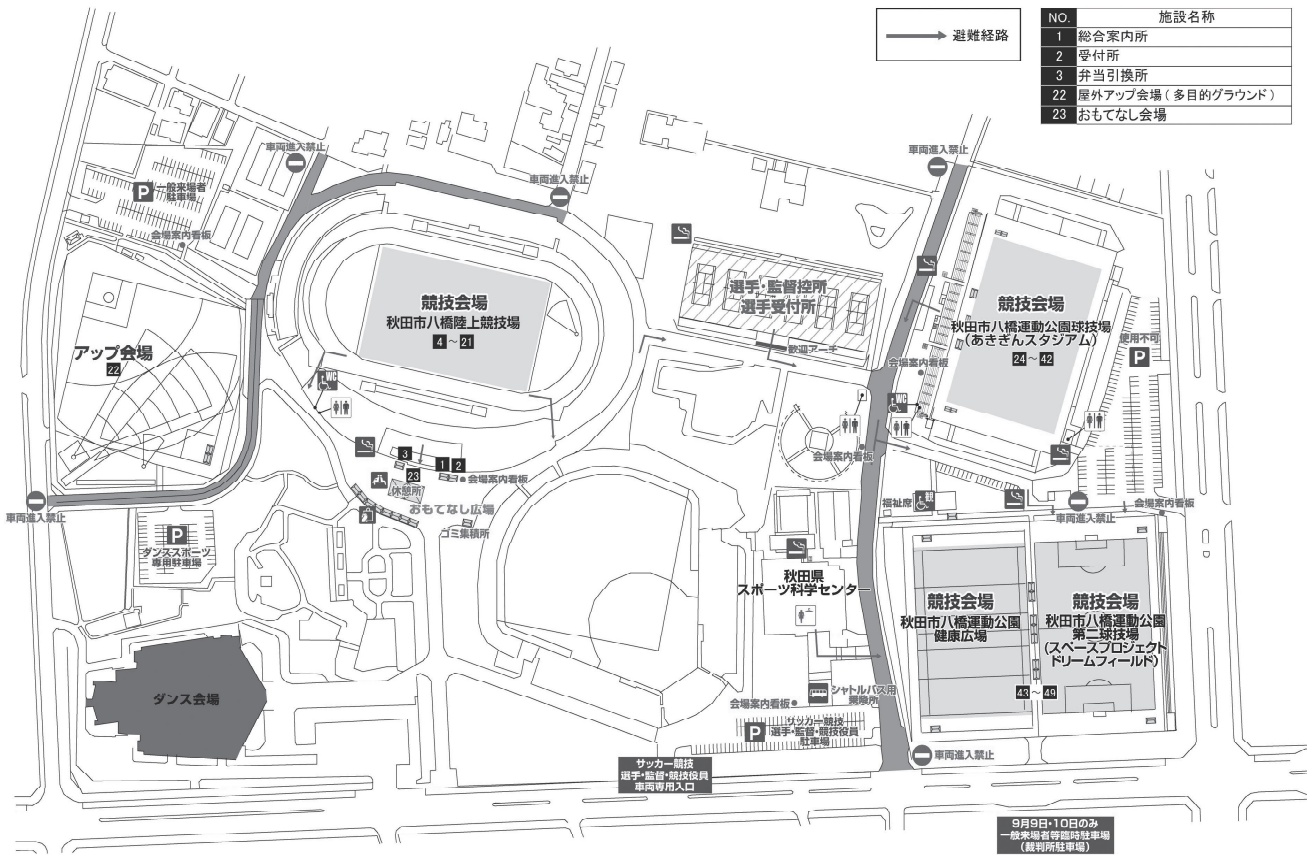 避難経路
NO. 施設名称
1 総合案内所
2 受付所
3 弁当引換所
22 屋外アップ会場(多目的グラウンド)
23 おもてなし会場
車両進入禁止
車両進入禁止
車両進入禁止
P
一般来場者
駐車場
会場案内看板
競技会場
秋田市八橋陸上競技場
4～21
アップ会場
22
選手・監督控所
選手受付所
歓迎アーチ
競技会場
秋田市八橋運動公園球技場
(あきぎんスタジアム)
24～42
使用不可
P
会場案内看板
WC
WC
3
1 2
会場案内看板
23
休憩所
おもてなし広場
ゴミ集積所
会場案内看板
車両進入禁止
P
ダンススポーツ
専用駐車場
福祉席
観
車両進入禁止
会場案内看板
秋田県
スポーツ科学センター
競技会場
秋田市八橋運動公園
健康広場
競技会場
秋田市八橋運動公園
第二球技場
(スペースプロジェクト
ドリームフィールド)
43～49
ダンス会場
シャトルバス用
乗降所
会場案内看板
P
サッカー競技
選手・監督・競技役員
駐車場
車両進入禁止
サッカー競技
選手・監督・競技役員
車両専用入口
9月9日・10日のみ
一般来場者等臨時駐車場
(裁判所駐車場)